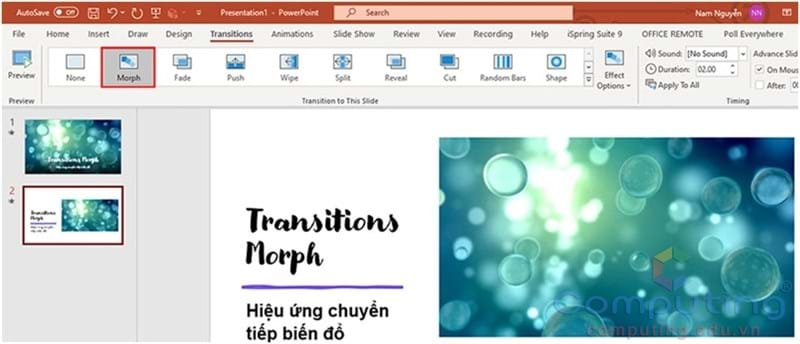 AutoSave Off Presentation1 - PowerPoint Search Nam Nguyễn NN
File Home Insert Draw Design Transitions Animations Slide Show Review View Recording Help iSpring Suite 9 OFFICE REMOTE Poll Everywhere
Preview None Morph Fade Push Wipe Split Reveal Cut Random Bars Shape Effect Options
Sound: [No Sound] Advance Slid
Duration: 02.00 On Mous
Apply To All After: 00
Preview Transition to This Slide Timing
1
Transitions Morph
2
Transitions
Morph
Transitions
Morph
Hiệu ứng chuyển
tiếp biến đổ
computing®
computing.edu.vn